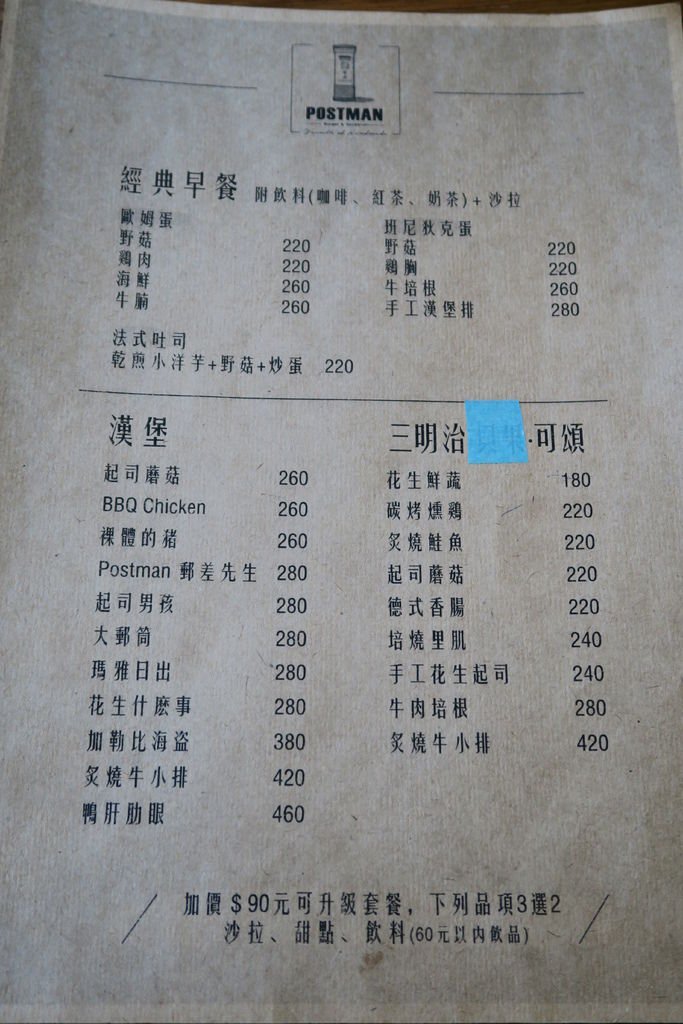 POSTMAN
經典早餐 附飲料(咖啡、紅茶、奶茶)+沙拉
歐姆蛋
野菇 220
鷄肉 220
海鮮 260
牛腩 260
班尼狄克蛋
野菇 220
鷄胸 220
牛培根 260
手工漢堡排 280
法式吐司
乾煎小洋芋+野菇+炒蛋 220
漢堡
起司蘑菇 260
BBQ Chicken 260
裸體的豬 260
Postman 郵差先生 280
起司男孩 280
大郵筒 280
瑪雅日出 280
花生什麼事 280
加勒比海盜 380
炙燒牛小排 420
鴨肝肋眼 460
三明治 貝果·可頌
花生鮮蔬 180
碳烤燻鷄 220
炙燒鮭魚 220
起司蘑菇 220
德式香腸 220
培燒里肌 240
手工花生起司 240
牛肉培根 280
炙燒牛小排 420
加價$90元可升級套餐，下列品項3選2
沙拉、甜點、飲料(60元以內飲品)